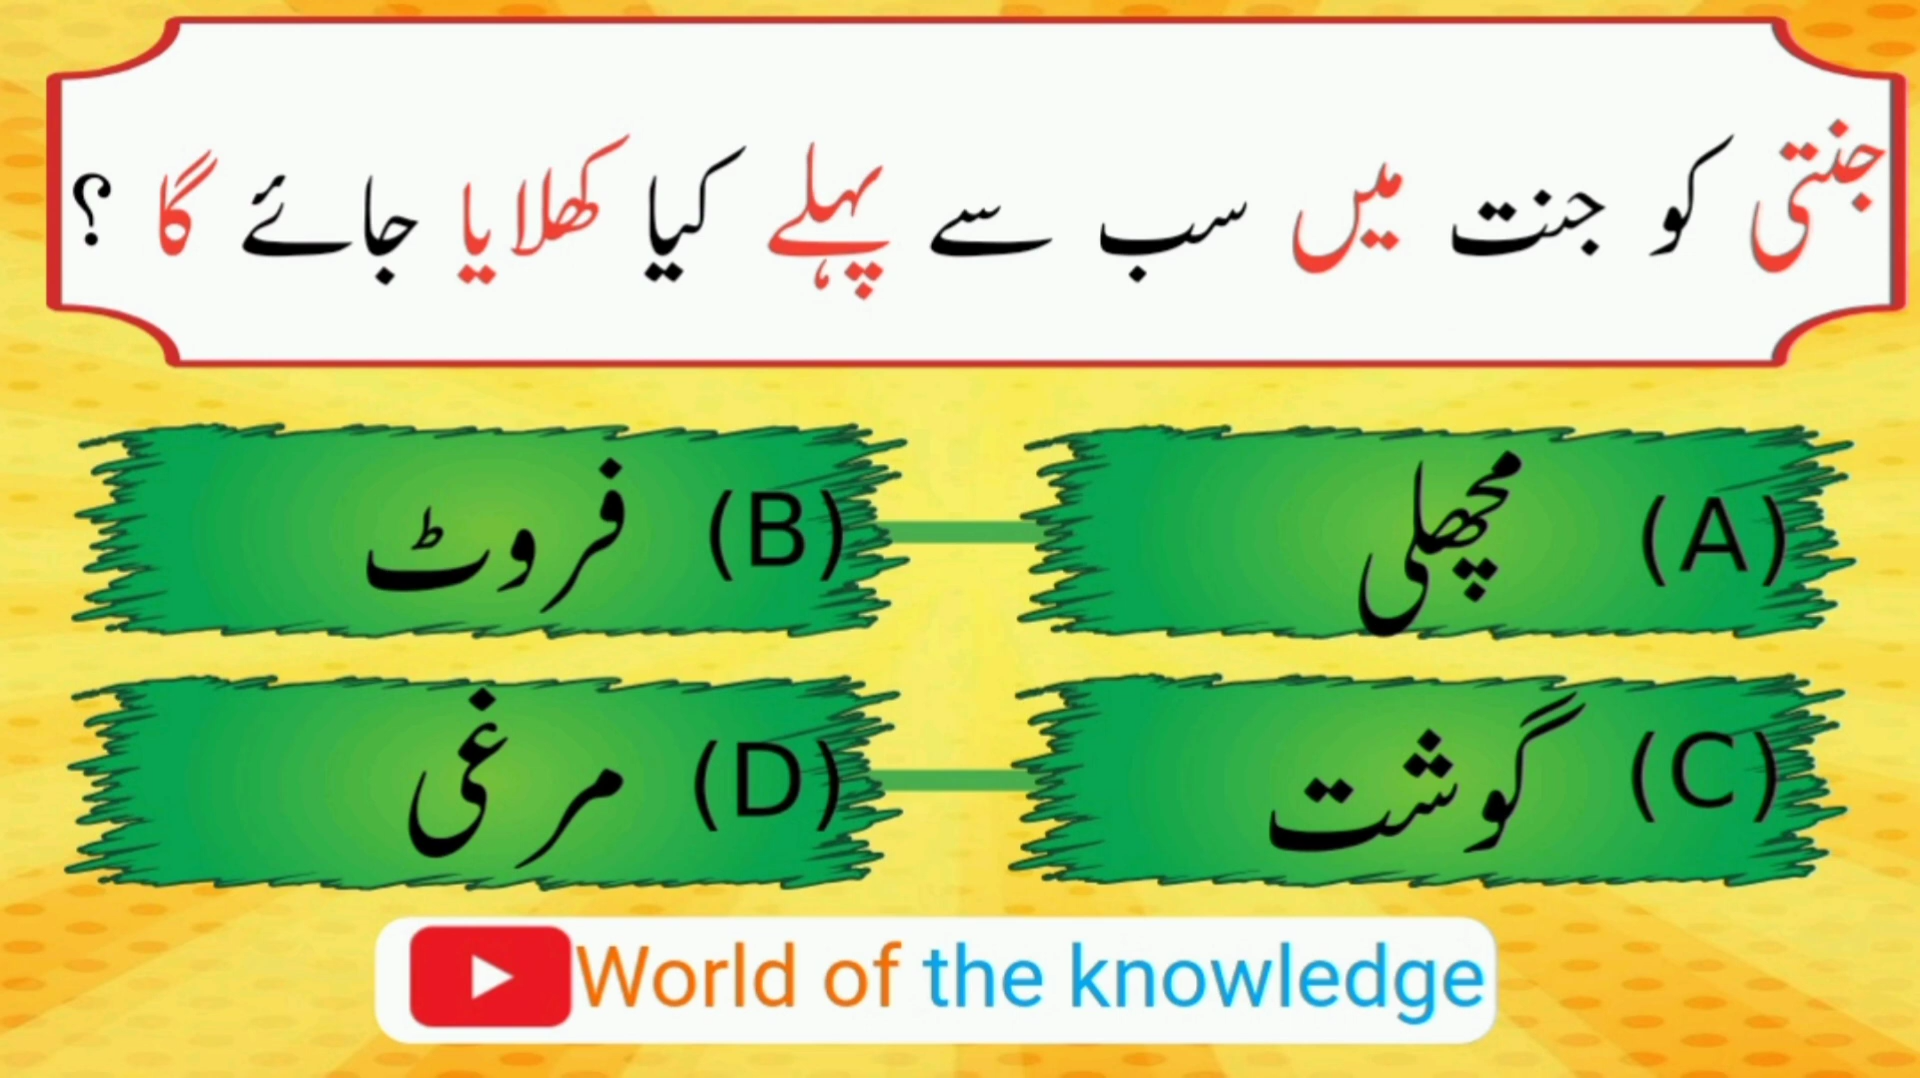 جنتی کو جنت میں سب سے پہلے کیا کھلایا جائے گا ؟
(A) مچھلی
(B) فروٹ
(C) گوشت
(D) مرغی
World of the knowledge